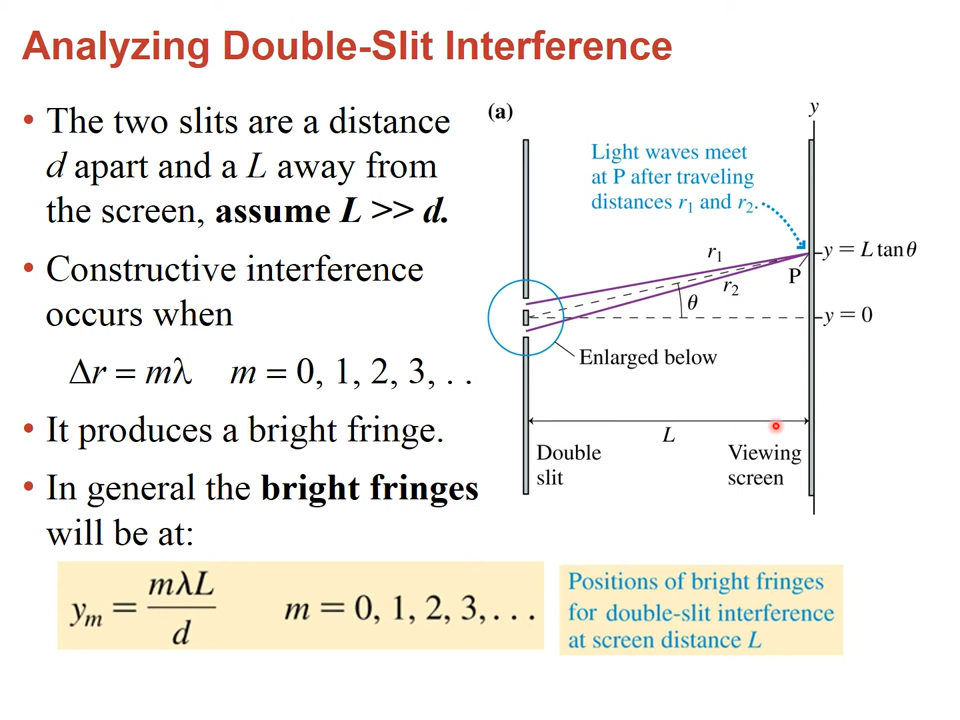 Analyzing Double-Slit Interference
• The two slits are a distance
d apart and a L away from
the screen, assume L >> d.
• Constructive interference
occurs when
Δr = mλ m = 0, 1, 2, 3, . .
• It produces a bright fringe.
• In general the bright fringes
will be at:
yₘ = mλL / d m = 0, 1, 2, 3, . . .
(a)
y
Light waves meet
at P after traveling
distances r₁ and r₂.
r₁
y = L tan θ
P
r₂
θ
y = 0
Enlarged below
L
Double
slit
Viewing
screen
Positions of bright fringes
for double-slit interference
at screen distance L